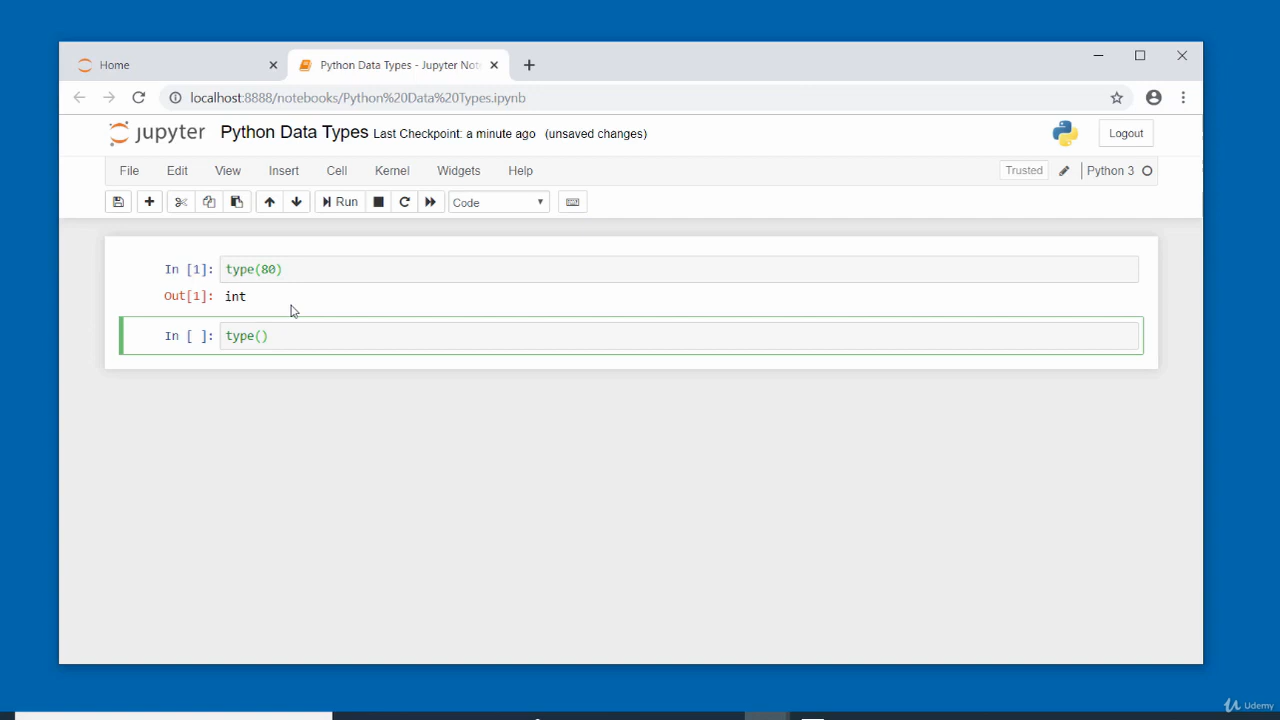 Home
Python Data Types - Jupyter Not
localhost:8888/notebooks/Python%20Data%20Types.ipynb
jupyter Python Data Types Last Checkpoint: a minute ago (unsaved changes) Logout
File Edit View Insert Cell Kernel Widgets Help Trusted Python 3
Run Code
In [1]: type(80)
Out[1]: int
In [ ]: type()
Udemy